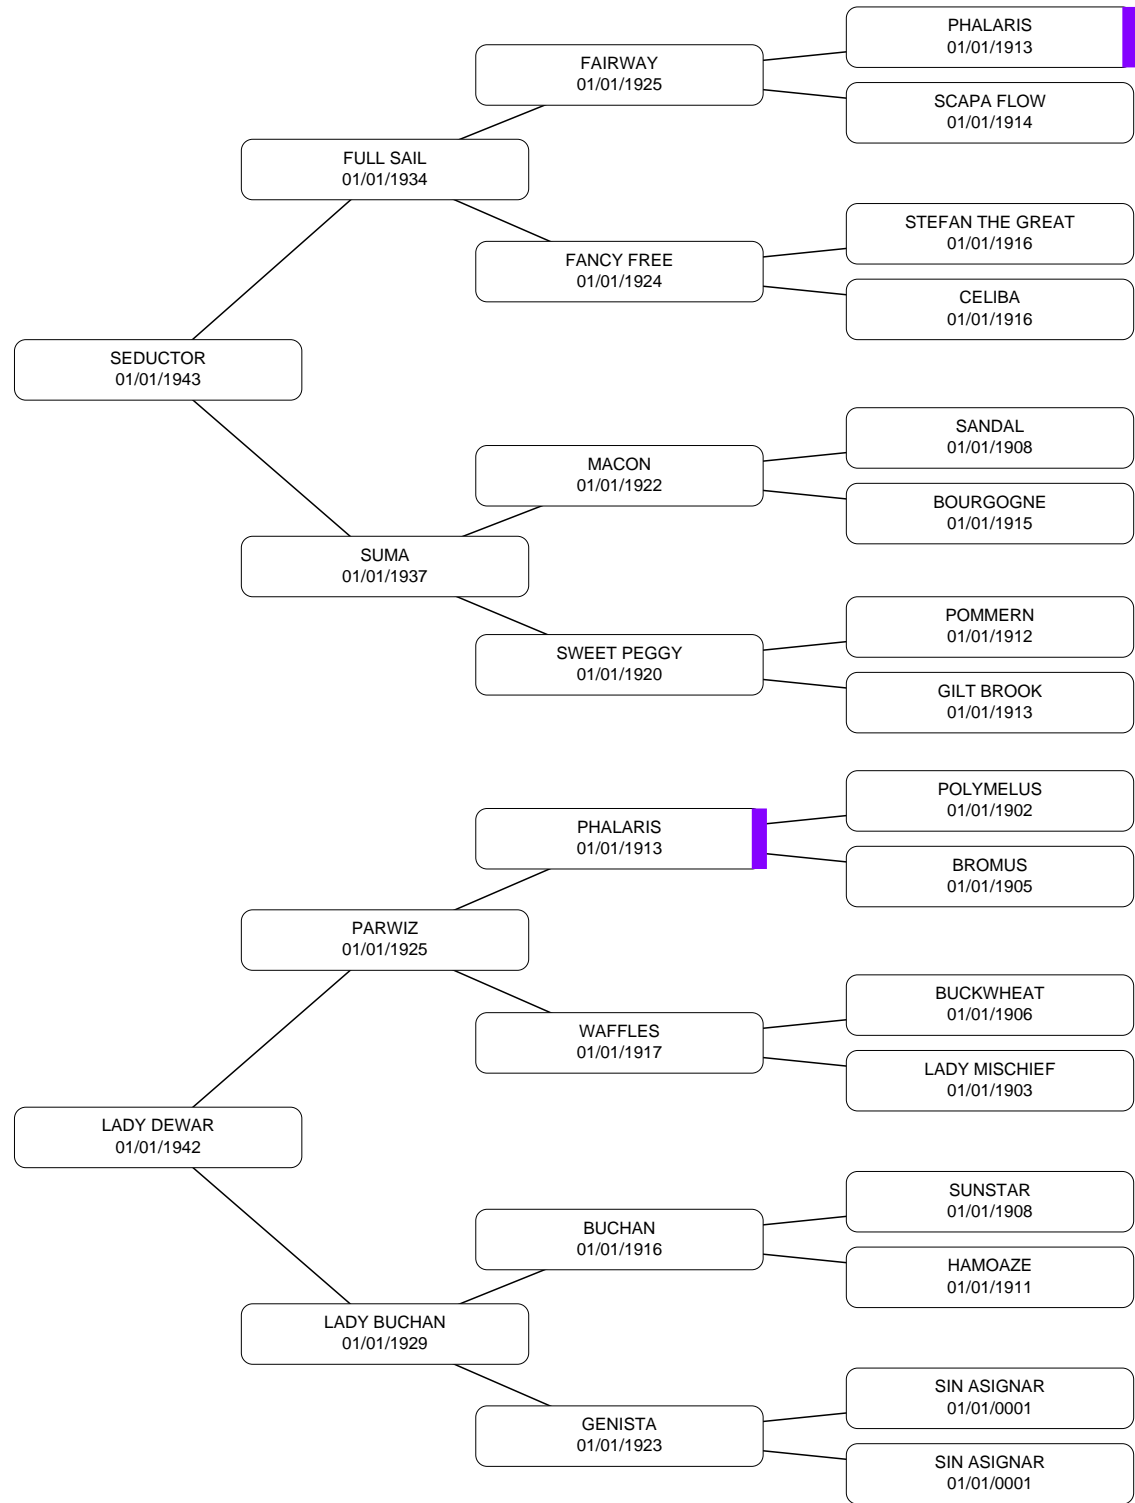 PHALARIS
01/01/1913
FAIRWAY
01/01/1925
SCAPA FLOW
01/01/1914
FULL SAIL
01/01/1934
STEFAN THE GREAT
01/01/1916
FANCY FREE
01/01/1924
CELIBA
01/01/1916
SEDUCTOR
01/01/1943
SANDAL
01/01/1908
MACON
01/01/1922
BOURGOGNE
01/01/1915
SUMA
01/01/1937
POMMERN
01/01/1912
SWEET PEGGY
01/01/1920
GILT BROOK
01/01/1913
POLYMELUS
01/01/1902
PHALARIS
01/01/1913
BROMUS
01/01/1905
PARWIZ
01/01/1925
BUCKWHEAT
01/01/1906
WAFFLES
01/01/1917
LADY MISCHIEF
01/01/1903
LADY DEWAR
01/01/1942
SUNSTAR
01/01/1908
BUCHAN
01/01/1916
HAMOAZE
01/01/1911
LADY BUCHAN
01/01/1929
SIN ASIGNAR
01/01/0001
GENISTA
01/01/1923
SIN ASIGNAR
01/01/0001